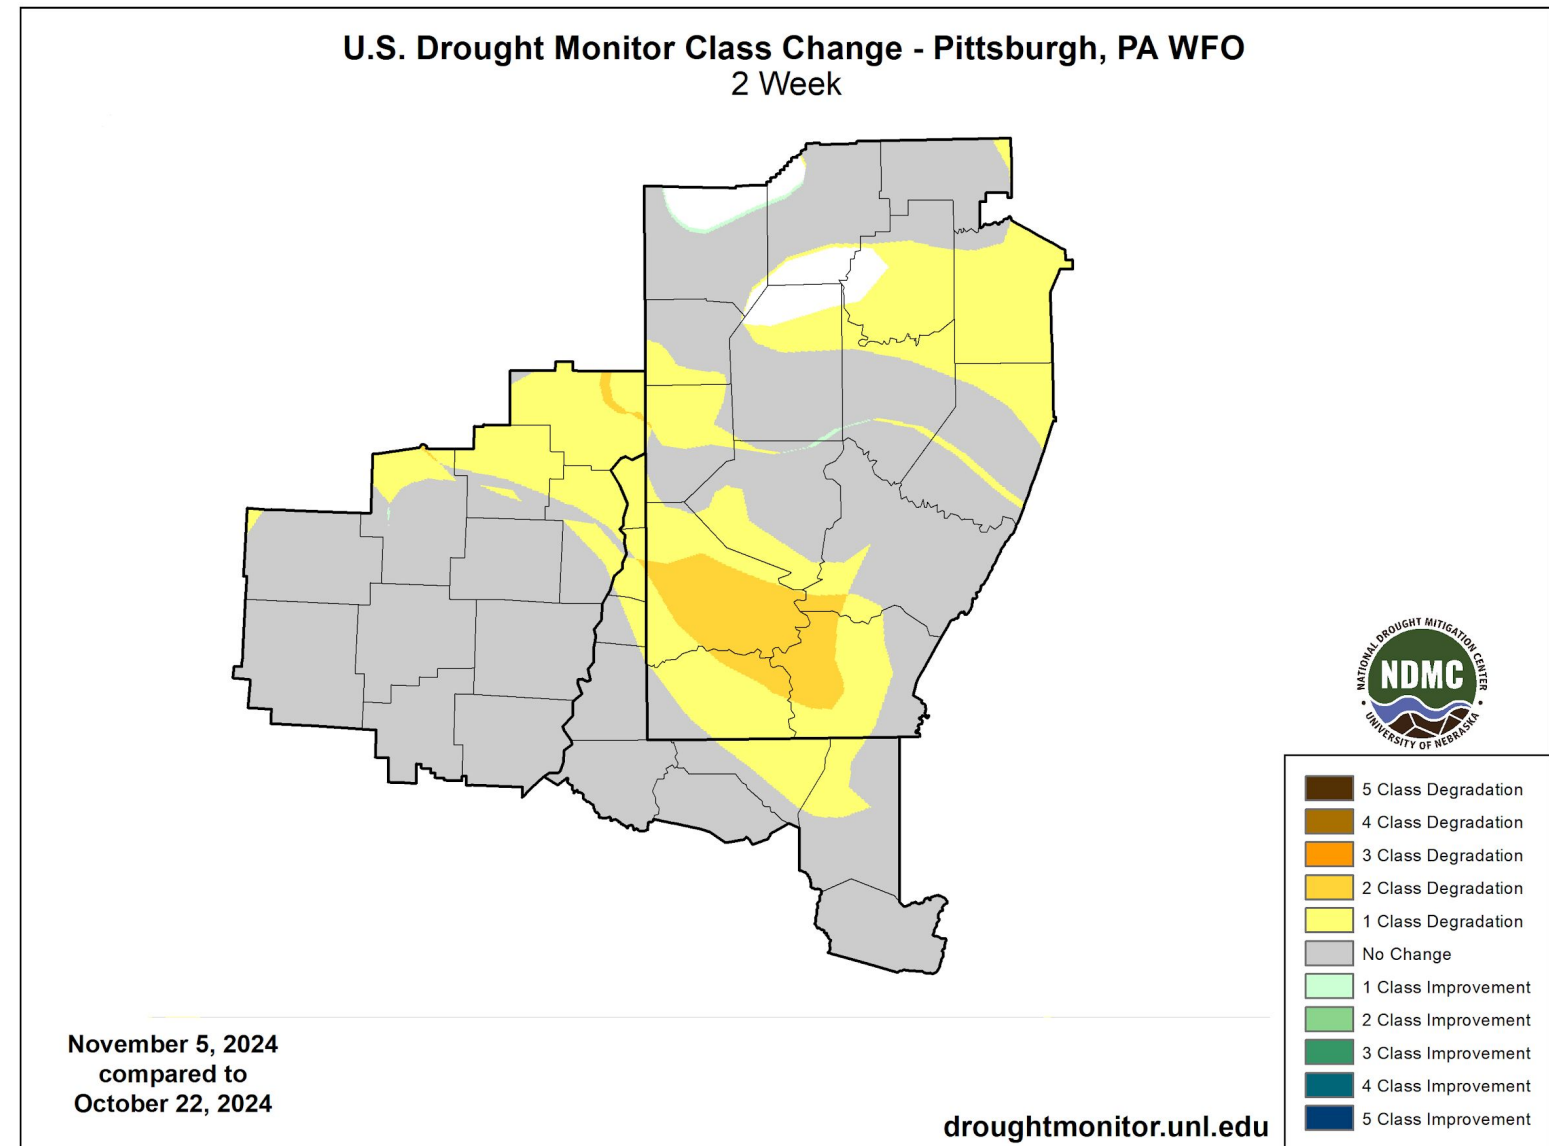 U.S. Drought Monitor Class Change - Pittsburgh, PA WFO
2 Week
NATIONAL DROUGHT MITIGATION CENTER
NDMC
UNIVERSITY OF NEBRASKA
5 Class Degradation
4 Class Degradation
3 Class Degradation
2 Class Degradation
1 Class Degradation
No Change
1 Class Improvement
2 Class Improvement
3 Class Improvement
4 Class Improvement
5 Class Improvement
November 5, 2024
compared to
October 22, 2024
droughtmonitor.unl.edu